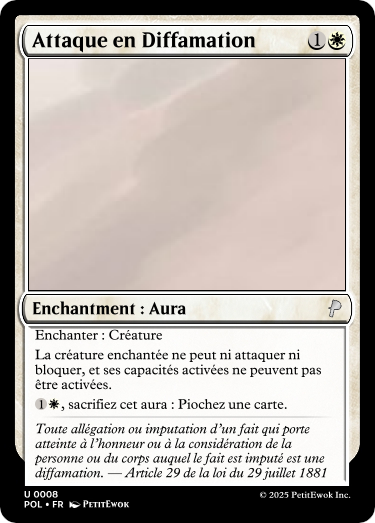 Attaque en Diffamation 1
Enchantment : Aura
Enchanter : Créature
La créature enchantée ne peut ni attaquer ni
bloquer, et ses capacités activées ne peuvent pas
être activées.
1, sacrifiez cet aura : Piochez une carte.
Toute allégation ou imputation d'un fait qui porte
atteinte à l'honneur ou à la considération de la
personne ou du corps auquel le fait est imputé est une
diffamation. — Article 29 de la loi du 29 juillet 1881
U 0008
POL • FR PetitEwok
© 2025 PetitEwok Inc.